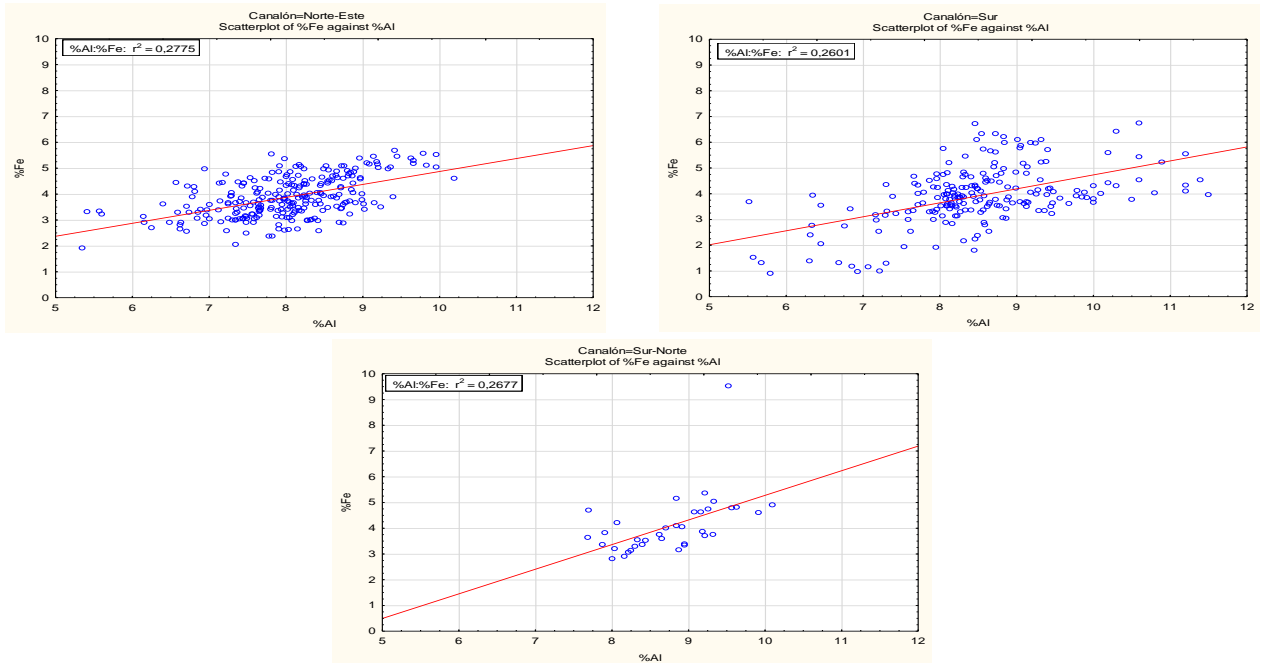 Canalón=Norte-Este
Scatterplot of %Fe against %Al
%Al:%Fe: r² = 0,2775
10
9
8
7
6
5
4
3
2
1
0
%Fe
5 6 7 8 9 10 11 12
%Al
Canalón=Sur
Scatterplot of %Fe against %Al
%Al:%Fe: r² = 0,2601
10
9
8
7
6
5
4
3
2
1
0
%Fe
5 6 7 8 9 10 11 12
%Al
Canalón=Sur-Norte
Scatterplot of %Fe against %Al
%Al:%Fe: r² = 0,2677
10
9
8
7
6
5
4
3
2
1
0
%Fe
5 6 7 8 9 10 11 12
%Al